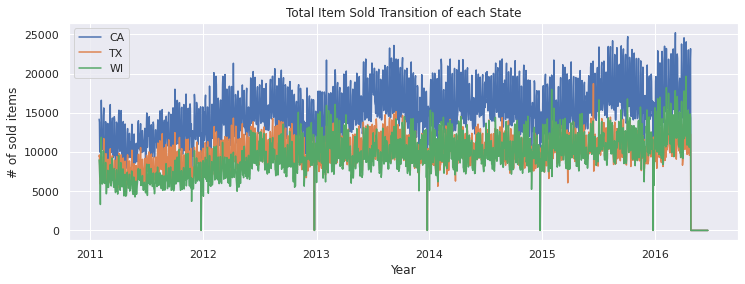 Total Item Sold Transition of each State
CA
TX
WI
# of sold items
25000
20000
15000
10000
5000
0
2011
2012
2013
2014
2015
2016
Year